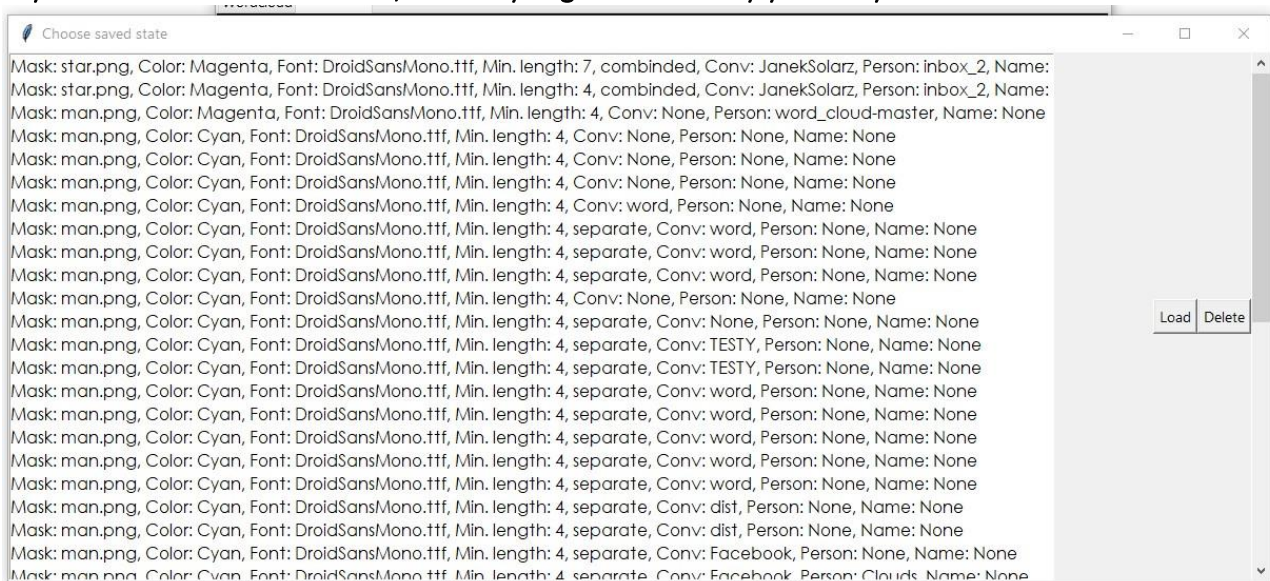 Wordcloud
Choose saved state
Mask: star.png, Color: Magenta, Font: DroidSansMono.ttf, Min. length: 7, combinded, Conv: JanekSolarz, Person: inbox_2, Name:
Mask: star.png, Color: Magenta, Font: DroidSansMono.ttf, Min. length: 4, combinded, Conv: JanekSolarz, Person: inbox_2, Name:
Mask: man.png, Color: Magenta, Font: DroidSansMono.ttf, Min. length: 4, Conv: None, Person: word_cloud-master, Name: None
Mask: man.png, Color: Cyan, Font: DroidSansMono.ttf, Min. length: 4, Conv: None, Person: None, Name: None
Mask: man.png, Color: Cyan, Font: DroidSansMono.ttf, Min. length: 4, Conv: None, Person: None, Name: None
Mask: man.png, Color: Cyan, Font: DroidSansMono.ttf, Min. length: 4, Conv: None, Person: None, Name: None
Mask: man.png, Color: Cyan, Font: DroidSansMono.ttf, Min. length: 4, Conv: word, Person: None, Name: None
Mask: man.png, Color: Cyan, Font: DroidSansMono.ttf, Min. length: 4, separate, Conv: word, Person: None, Name: None
Mask: man.png, Color: Cyan, Font: DroidSansMono.ttf, Min. length: 4, separate, Conv: word, Person: None, Name: None
Mask: man.png, Color: Cyan, Font: DroidSansMono.ttf, Min. length: 4, separate, Conv: word, Person: None, Name: None
Mask: man.png, Color: Cyan, Font: DroidSansMono.ttf, Min. length: 4, Conv: None, Person: None, Name: None
Mask: man.png, Color: Cyan, Font: DroidSansMono.ttf, Min. length: 4, separate, Conv: None, Person: None, Name: None
Mask: man.png, Color: Cyan, Font: DroidSansMono.ttf, Min. length: 4, separate, Conv: TESTY, Person: None, Name: None
Mask: man.png, Color: Cyan, Font: DroidSansMono.ttf, Min. length: 4, separate, Conv: TESTY, Person: None, Name: None
Mask: man.png, Color: Cyan, Font: DroidSansMono.ttf, Min. length: 4, separate, Conv: word, Person: None, Name: None
Mask: man.png, Color: Cyan, Font: DroidSansMono.ttf, Min. length: 4, separate, Conv: word, Person: None, Name: None
Mask: man.png, Color: Cyan, Font: DroidSansMono.ttf, Min. length: 4, separate, Conv: word, Person: None, Name: None
Mask: man.png, Color: Cyan, Font: DroidSansMono.ttf, Min. length: 4, separate, Conv: word, Person: None, Name: None
Mask: man.png, Color: Cyan, Font: DroidSansMono.ttf, Min. length: 4, separate, Conv: word, Person: None, Name: None
Mask: man.png, Color: Cyan, Font: DroidSansMono.ttf, Min. length: 4, separate, Conv: dist, Person: None, Name: None
Mask: man.png, Color: Cyan, Font: DroidSansMono.ttf, Min. length: 4, separate, Conv: dist, Person: None, Name: None
Mask: man.png, Color: Cyan, Font: DroidSansMono.ttf, Min. length: 4, separate, Conv: Facebook, Person: None, Name: None
Mask: man.png, Color: Cyan, Font: DroidSansMono.ttf, Min. length: 4, separate, Conv: Facebook, Person: Clouds, Name: None
Load Delete